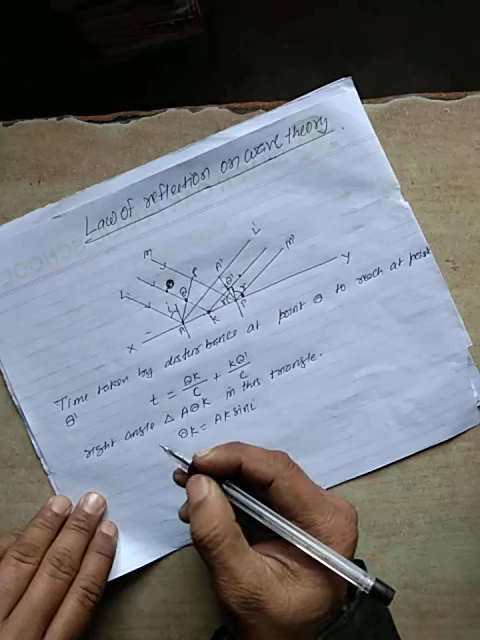 Law of reflection on wave theory.
M
L
P
A'
L'
M'
Y
Q
Q'
i
r
A
K
P
X
Time taken by disturbance at point Q to reach at point
Q'
t = QK/C + KQ'/C
right angle △ AQK in this triangle.
QK = AK sin i